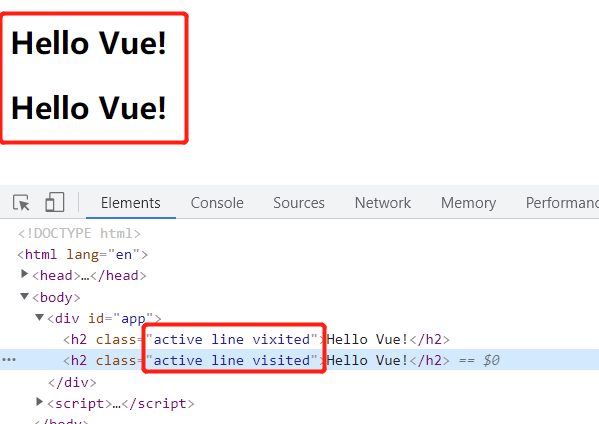 Hello Vue!
Hello Vue!
Elements Console Sources Network Memory Performanc
<!DOCTYPE html>
<html lang="en">
<head>…</head>
<body>
<div id="app">
<h2 class="active line vixited">Hello Vue!</h2>
<h2 class="active line visited">Hello Vue!</h2> == $0
</div>
<script>…</script>
</body>